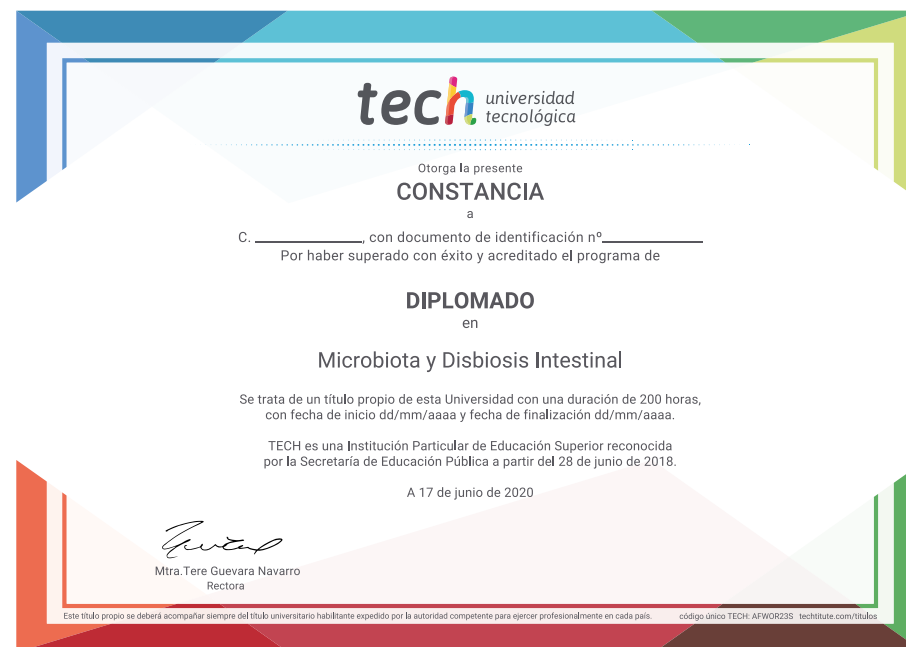 tech universidad
tecnológica
Otorga la presente
CONSTANCIA
a
C. ____________, con documento de identificación nº____________
Por haber superado con éxito y acreditado el programa de
DIPLOMADO
en
Microbiota y Disbiosis Intestinal
Se trata de un título propio de esta Universidad con una duración de 200 horas,
con fecha de inicio dd/mm/aaaa y fecha de finalización dd/mm/aaaa.
TECH es una Institución Particular de Educación Superior reconocida
por la Secretaría de Educación Pública a partir del 28 de junio de 2018.
A 17 de junio de 2020
Mtra.Tere Guevara Navarro
Rectora
Este título propio se deberá acompañar siempre del título universitario habilitante expedido por la autoridad competente para ejercer profesionalmente en cada país. código único TECH: AFWOR23S techtitute.com/titulos